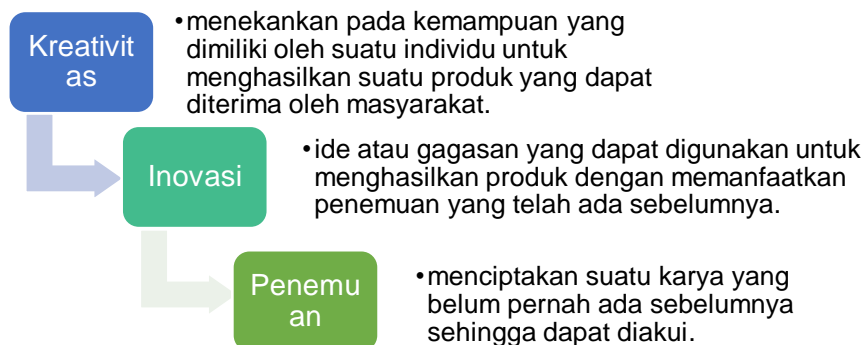 Kreativit
as
•menekankan pada kemampuan yang
dimiliki oleh suatu individu untuk
menghasilkan suatu produk yang dapat
diterima oleh masyarakat.
Inovasi
•ide atau gagasan yang dapat digunakan untuk
menghasilkan produk dengan memanfaatkan
penemuan yang telah ada sebelumnya.
Penemu
an
•menciptakan suatu karya yang
belum pernah ada sebelumnya
sehingga dapat diakui.